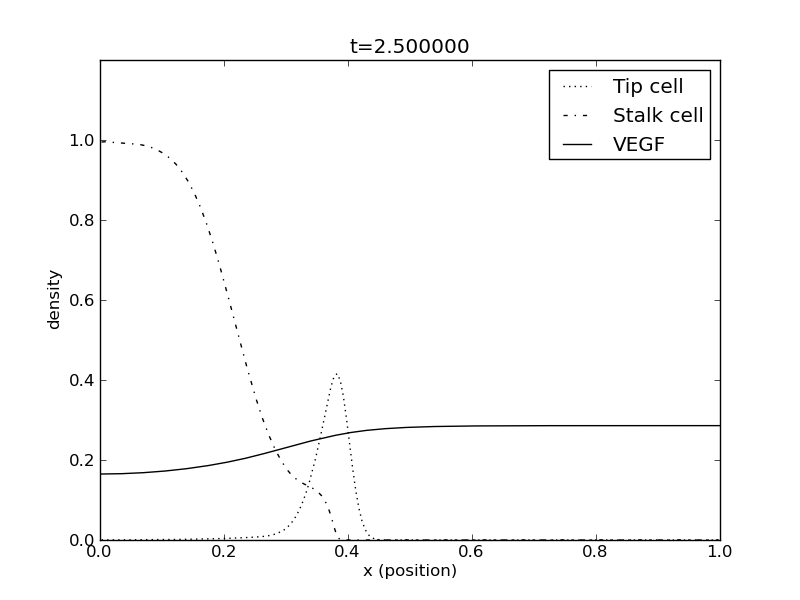 t=2.500000
Tip cell
Stalk cell
VEGF
1.0
0.8
0.6
0.4
0.2
0.0
density
0.0 0.2 0.4 0.6 0.8 1.0
x (position)